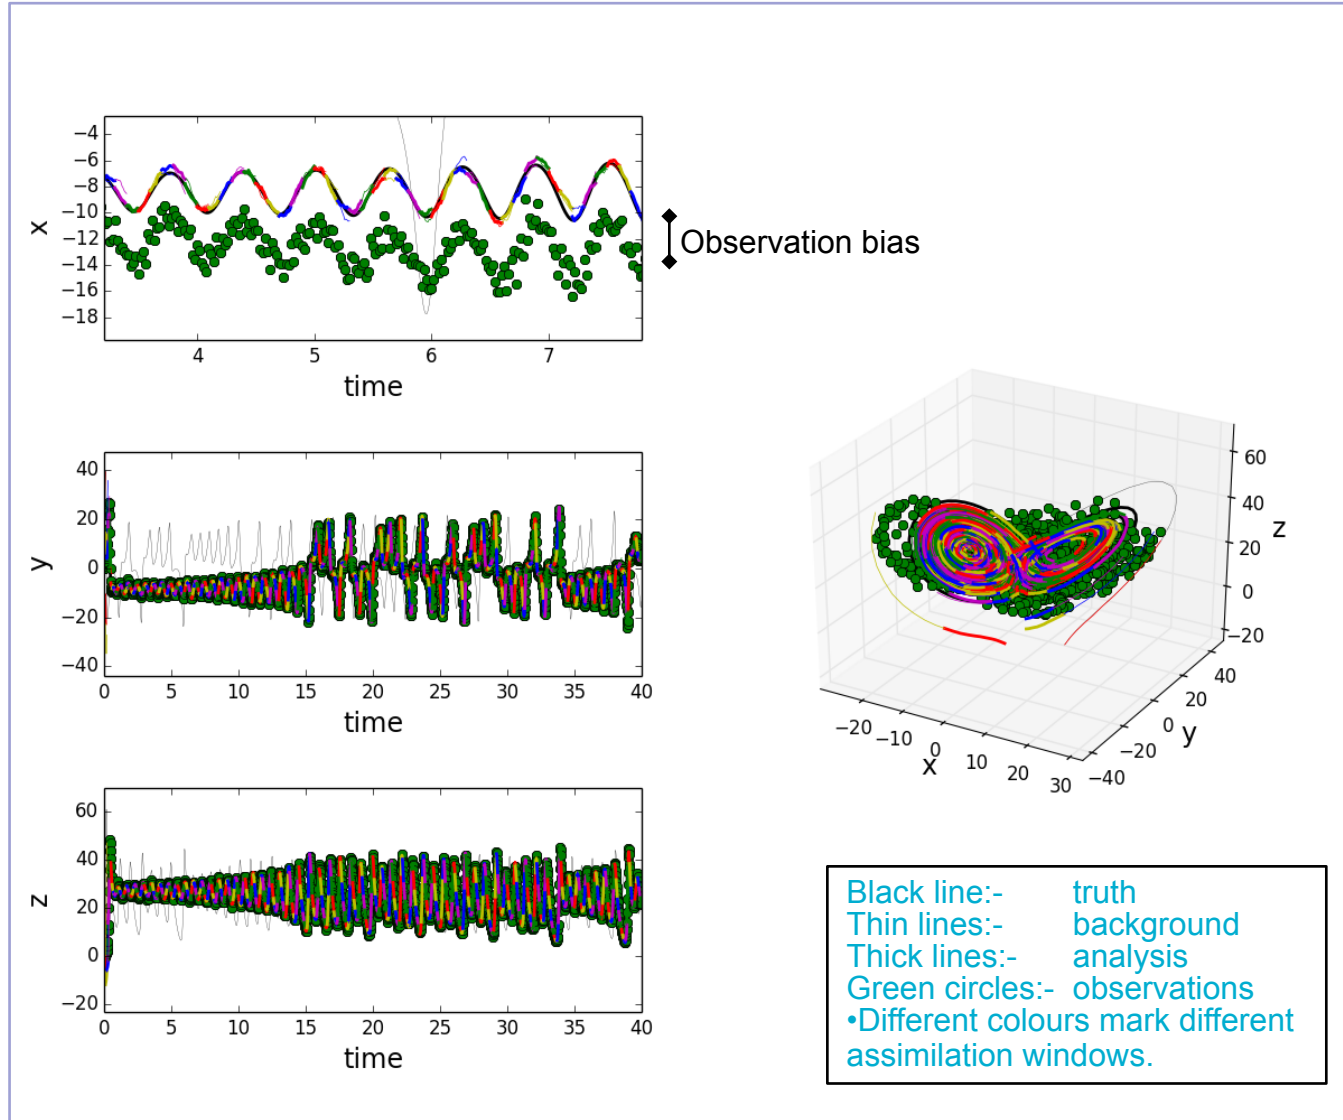 −4
−6
−8
−10
−12
−14
−16
−18
x
4 5 6 7
time
Observation bias
40
20
0
−20
−40
y
0 5 10 15 20 25 30 35 40
time
60
40
20
0
−20
z
0 5 10 15 20 25 30 35 40
time
60
40
20
0
−20
z
40
20
0
−20
−40
y
−20 −10 0 10 20 30
x
Black line:- truth
Thin lines:- background
Thick lines:- analysis
Green circles:- observations
•Different colours mark different
assimilation windows.